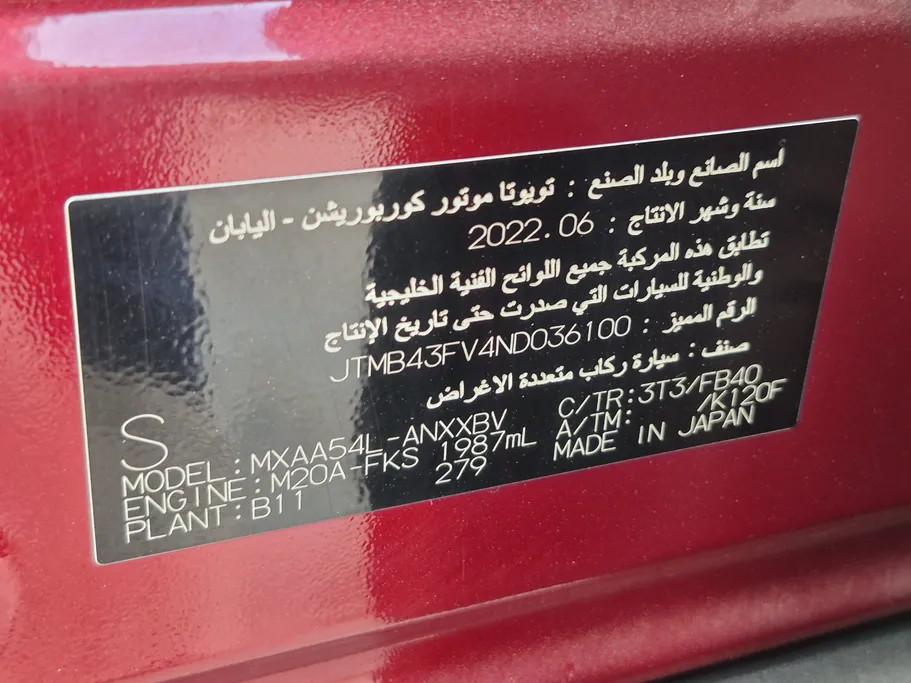 اسم الصانع وبلد الصنع : تويوتا موتور كوربوريشن - اليابان
سنة وشهر الانتاج : 2022.06
تطابق هذه المركبة جميع اللوائح الفنية الخليجية
والوطنية للسيارات التي صدرت حتى تاريخ الإنتاج
الرقم المميز : JTMB43FV4ND036100
صنف : سيارة ركاب متعددة الاغراض
S
MODEL:MXAA54L-ANXXBV C/TR:3T3/FB40
ENGINE:M20A-FKS 1987mL A/TM: /K120F
PLANT:B11 279 MADE IN JAPAN